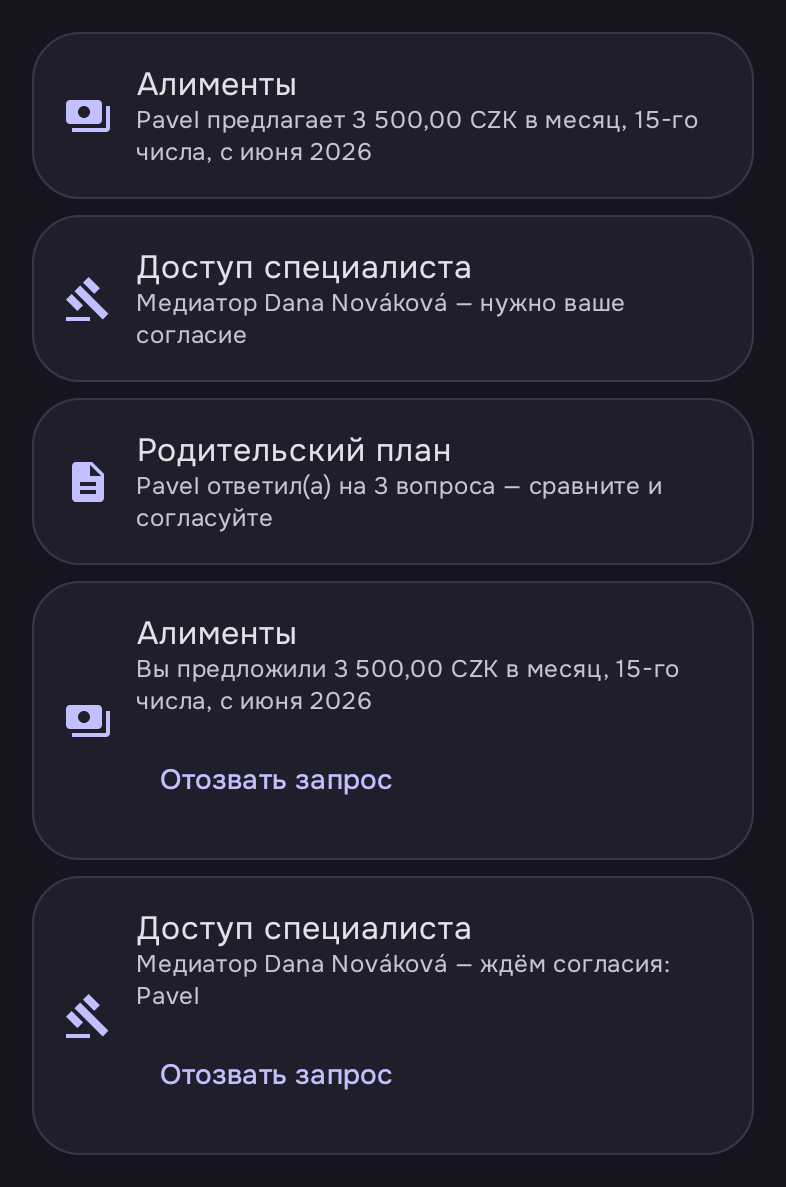 Алименты
Pavel предлагает 3 500,00 CZK в месяц, 15-го
числа, с июня 2026
Доступ специалиста
Медиатор Dana Nováková — нужно ваше
согласие
Родительский план
Pavel ответил(а) на 3 вопроса — сравните и
согласуйте
Алименты
Вы предложили 3 500,00 CZK в месяц, 15-го
числа, с июня 2026
Отозвать запрос
Доступ специалиста
Медиатор Dana Nováková — ждём согласия:
Pavel
Отозвать запрос